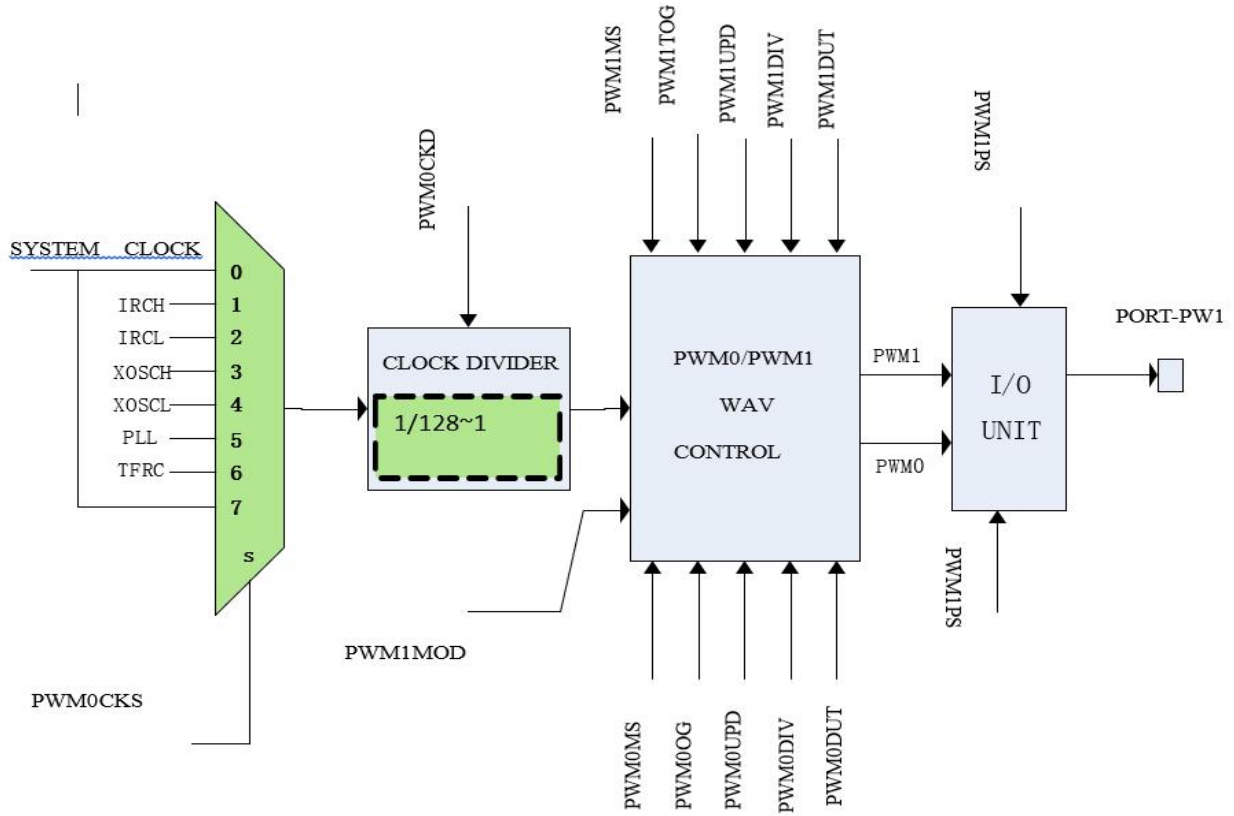 PWM1MS
PWM1TOG
PWM1UPD
PWM1DIV
PWM1DUT
PWM1PS
PWM0CKD
SYSTEM CLOCK
0
IRCH 1
IRCL 2
XOSCH 3
XOSCL 4
PLL 5
TFRC 6
7
s
CLOCK DIVIDER
1/128~1
PWM0/PWM1
WAV
CONTROL
PWM1
PWM0
I/O
UNIT
PORT-PW1
PWM1MOD
PWM0CKS
PWM1PS
PWM0MS
PWM0OG
PWM0UPD
PWM0DIV
PWM0DUT